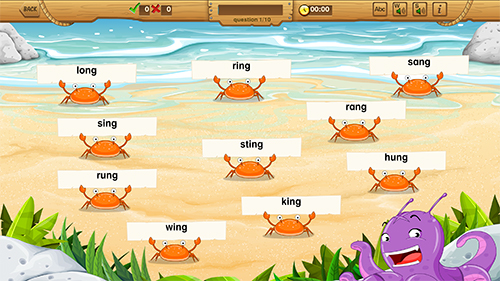 BACK
0
0
question 1/10
00:00
Abc
W
S
i
long
ring
sang
sing
rang
sting
hung
rung
king
wing